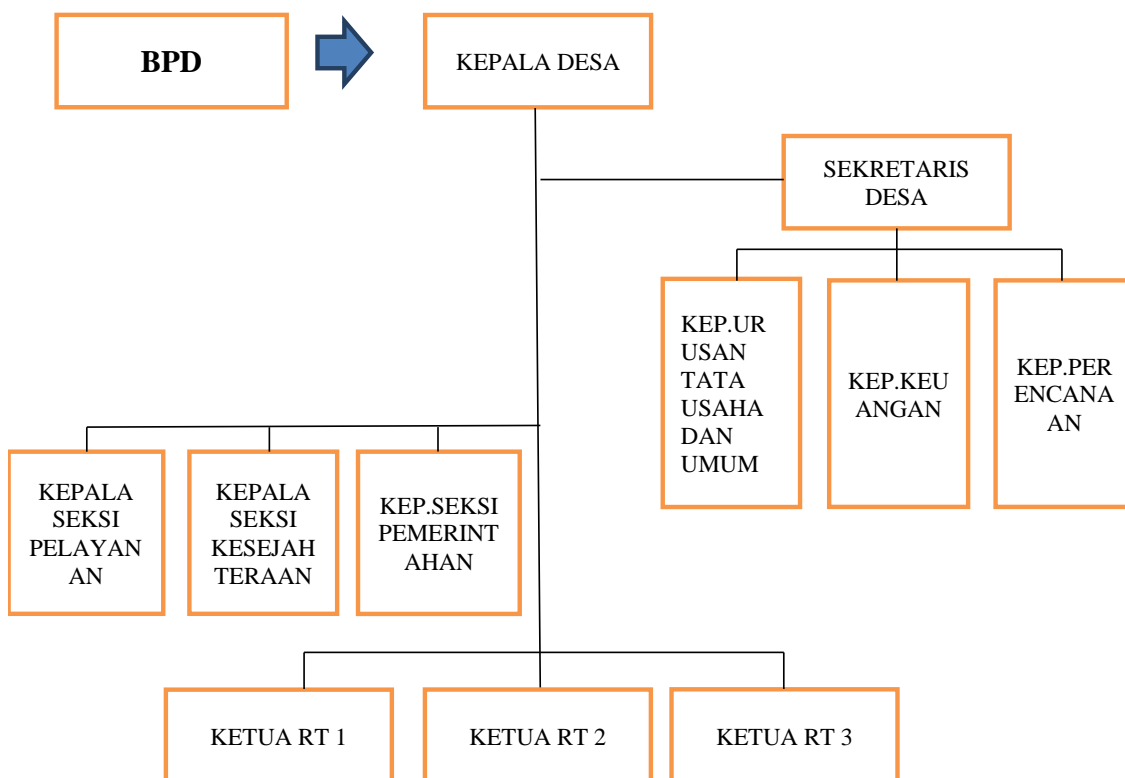 BPD
KEPALA DESA
SEKRETARIS
DESA
KEP.UR
USAN
TATA
USAHA
DAN
UMUM
KEP.KEU
ANGAN
KEP.PER
ENCANA
AN
KEPALA
SEKSI
PELAYAN
AN
KEPALA
SEKSI
KESEJAH
TERAAN
KEP.SEKSI
PEMERINT
AHAN
KETUA RT 1
KETUA RT 2
KETUA RT 3